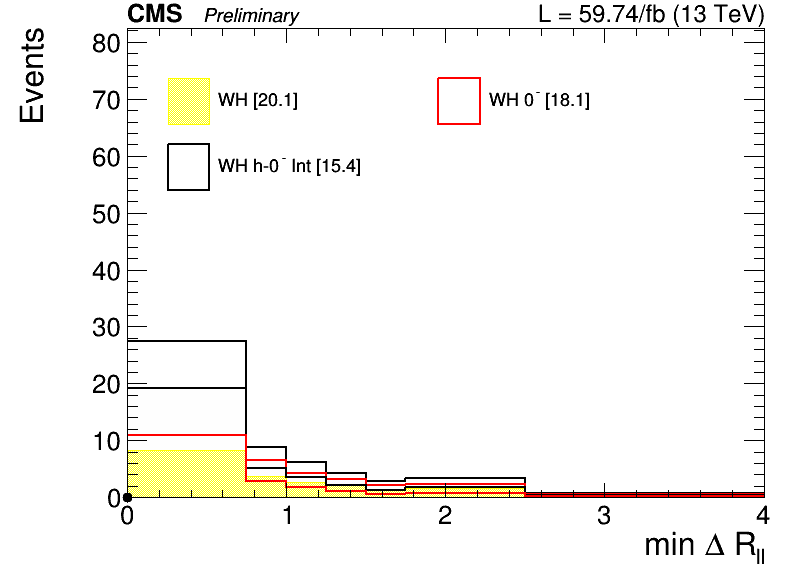 CMS Preliminary L = 59.74/fb (13 TeV)
Events
80
70
60
50
40
30
20
10
0
WH [20.1]
WH 0⁻ [18.1]
WH h-0⁻ Int [15.4]
0 1 2 3 4
min Δ R_ll